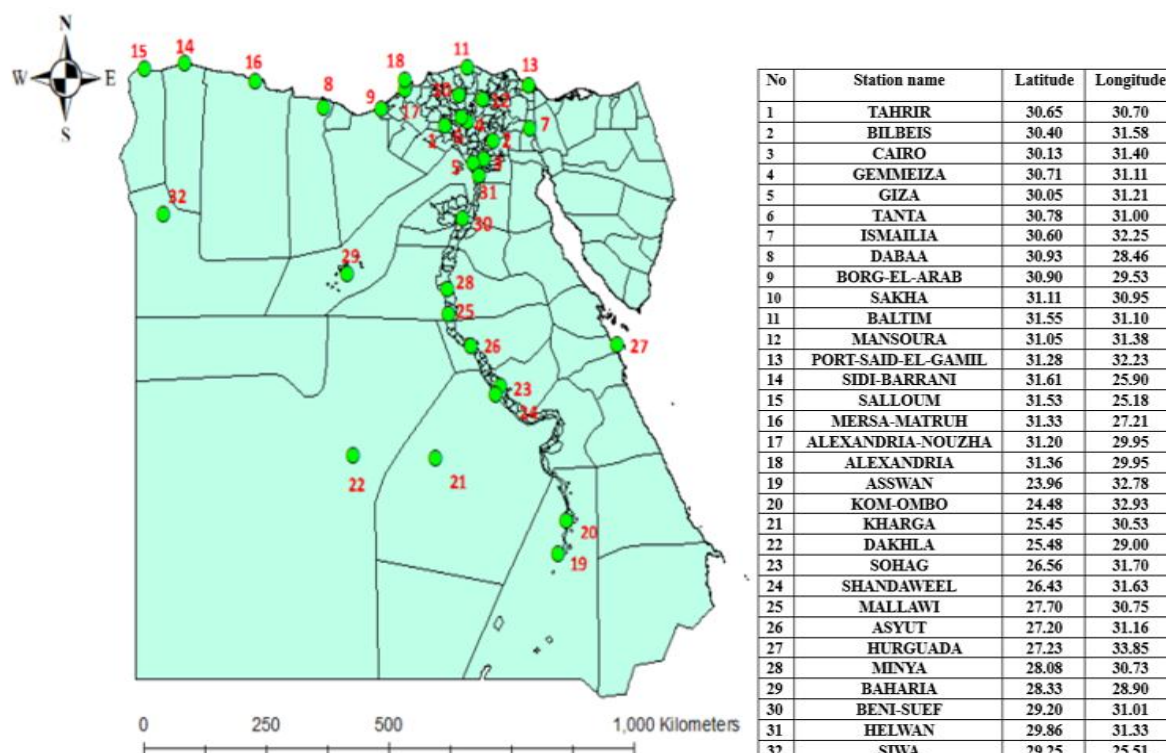 N
W E
S
15
14
16
8
9
18
17
11
13
7
4
2
1
5
3
31
30
32
29
28
25
26
27
23
24
22
21
20
19
0 250 500 1,000 Kilometers
No Station name Latitude Longitude
1 TAHRIR 30.65 30.70
2 BILBEIS 30.40 31.58
3 CAIRO 30.13 31.40
4 GEMMEIZA 30.71 31.11
5 GIZA 30.05 31.21
6 TANTA 30.78 31.00
7 ISMAILIA 30.60 32.25
8 DABAA 30.93 28.46
9 BORG-EL-ARAB 30.90 29.53
10 SAKHA 31.11 30.95
11 BALTIM 31.55 31.10
12 MANSOURA 31.05 31.38
13 PORT-SAID-EL-GAMIL 31.28 32.23
14 SIDI-BARRANI 31.61 25.90
15 SALLOUM 31.53 25.18
16 MERSA-MATRUH 31.33 27.21
17 ALEXANDRIA-NOUZHA 31.20 29.95
18 ALEXANDRIA 31.36 29.95
19 ASSWAN 23.96 32.78
20 KOM-OMBO 24.48 32.93
21 KHARGA 25.45 30.53
22 DAKHLA 25.48 29.00
23 SOHAG 26.56 31.70
24 SHANDAWEEL 26.43 31.63
25 MALLAWI 27.70 30.75
26 ASYUT 27.20 31.16
27 HURGUADA 27.23 33.85
28 MINYA 28.08 30.73
29 BAHARIA 28.33 28.90
30 BENI-SUEF 29.20 31.01
31 HELWAN 29.86 31.33
32 SIWA 29.25 25.51